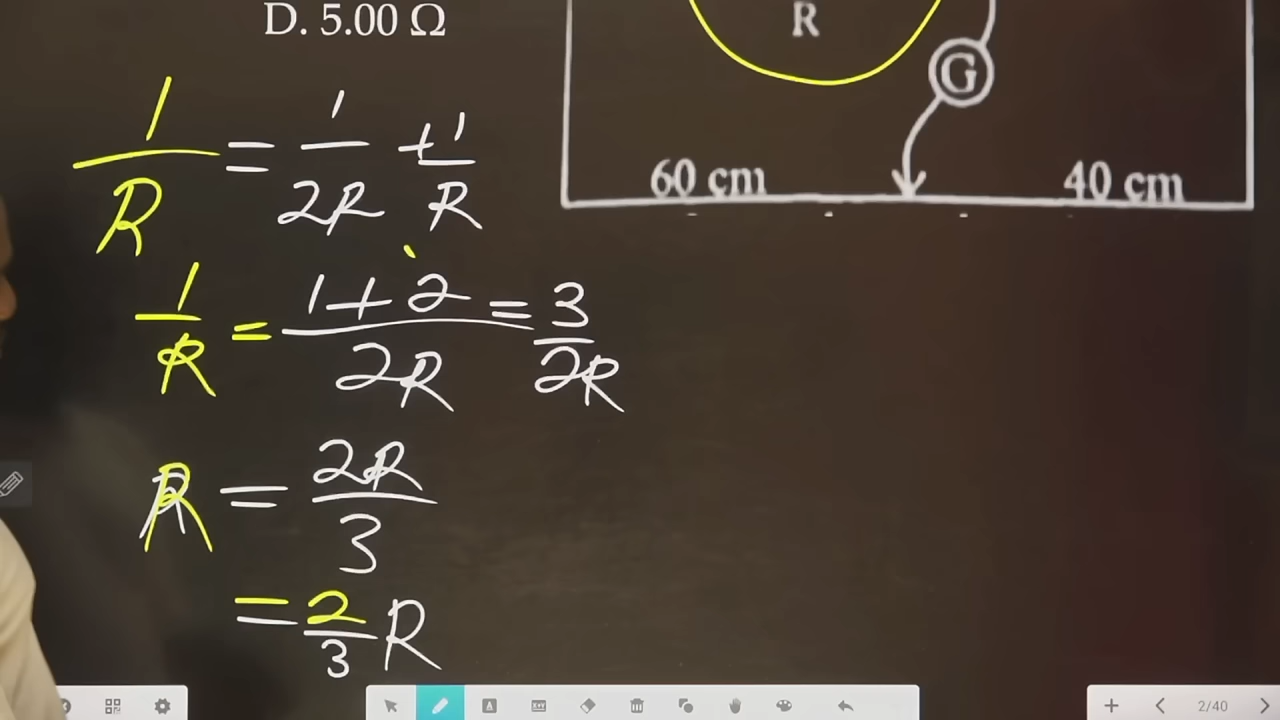 D. 5.00 Ω
R
G
60 cm
40 cm
1/R = 1/2R + 1/R
1/R = 1+2/2R = 3/2R
R = 2R/3
= 2/3 R
2/40